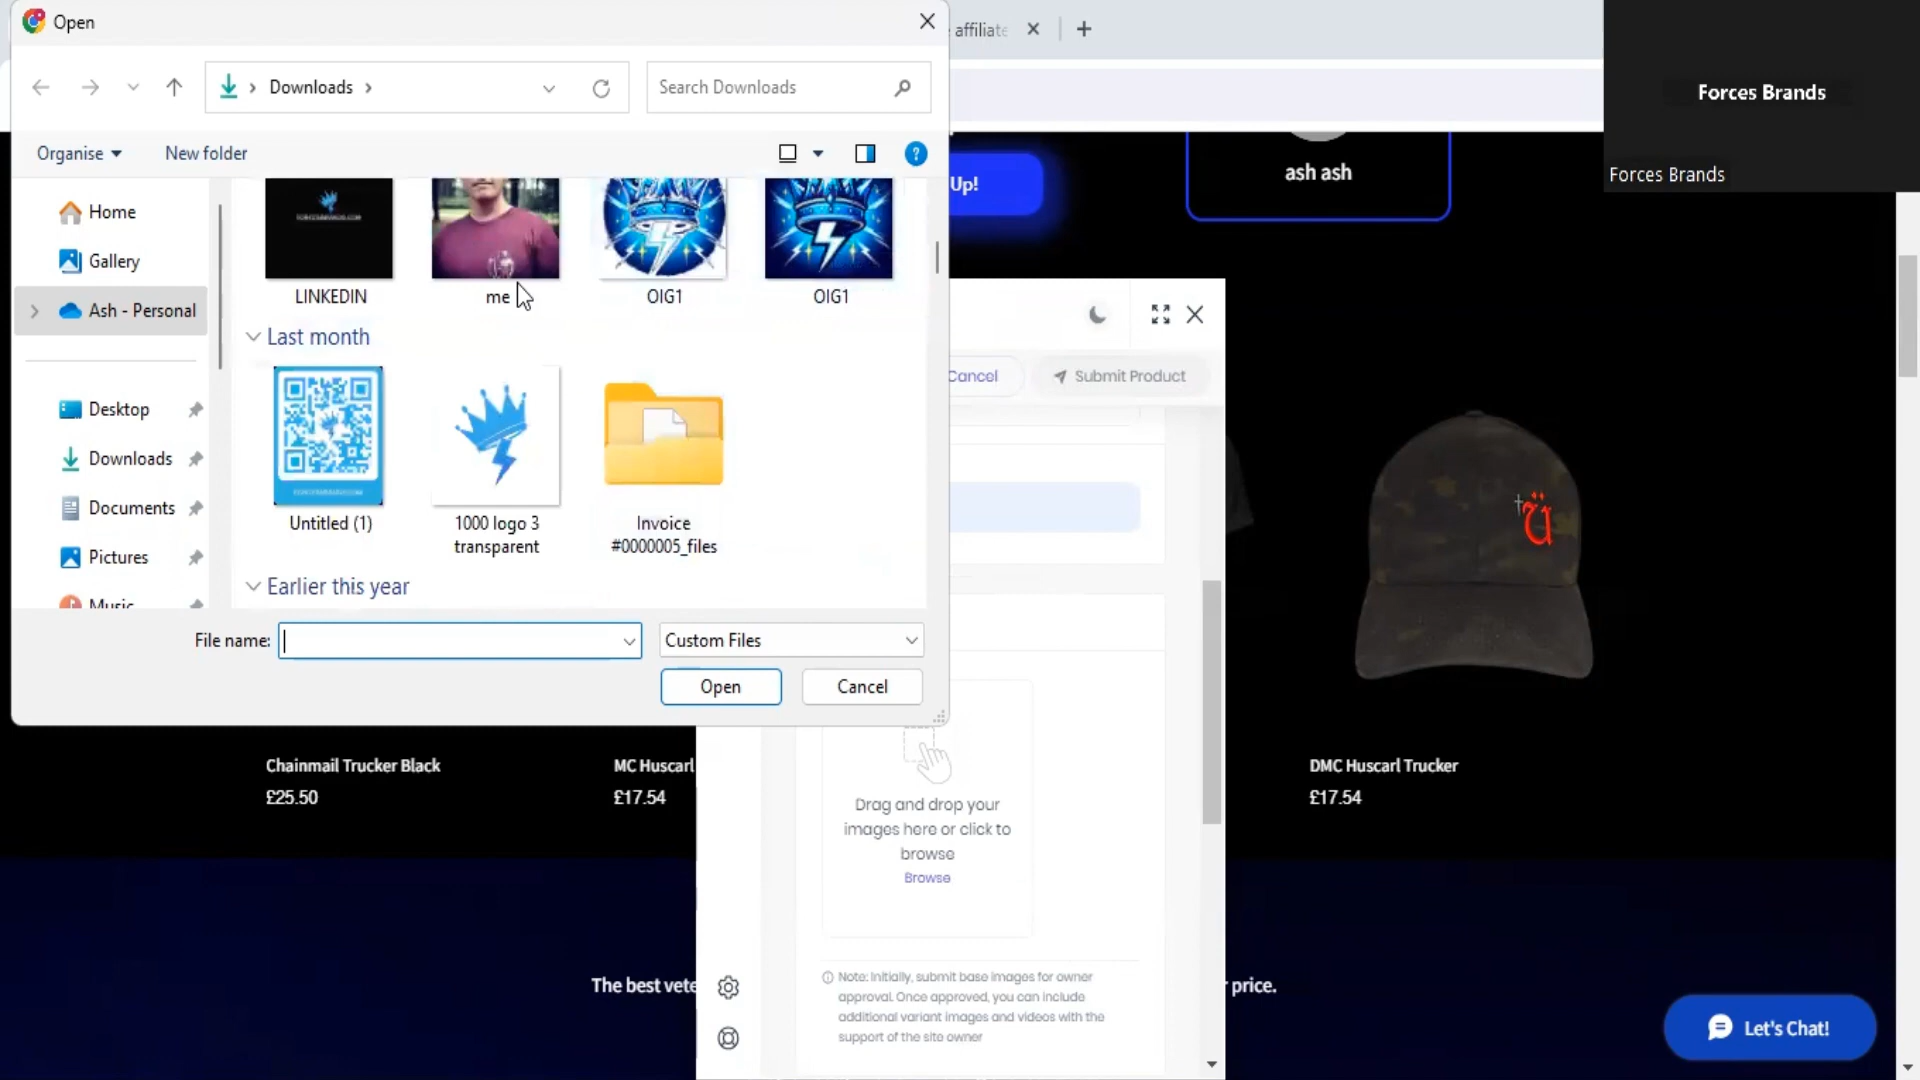 Open
affiliate
Downloads
Search Downloads
Forces Brands
Organise
New folder
Up!
ash ash
Forces Brands
Home
Gallery
Ash - Personal
LINKEDIN
me
OIG1
OIG1
Last month
Cancel
Submit Product
Desktop
Downloads
Documents
Pictures
Music
Untitled (1)
1000 logo 3
transparent
Invoice
#0000005_files
Earlier this year
File name:
Custom Files
Open
Cancel
Chainmail Trucker Black
£25.50
MC Huscarl
£17.54
DMC Huscarl Trucker
£17.54
Drag and drop your
images here or click to
browse
Browse
Note: Initially, submit base images for owner
approval. Once approved, you can include
additional variant images and videos with the
support of the site owner
The best vete
r price.
Let's Chat!